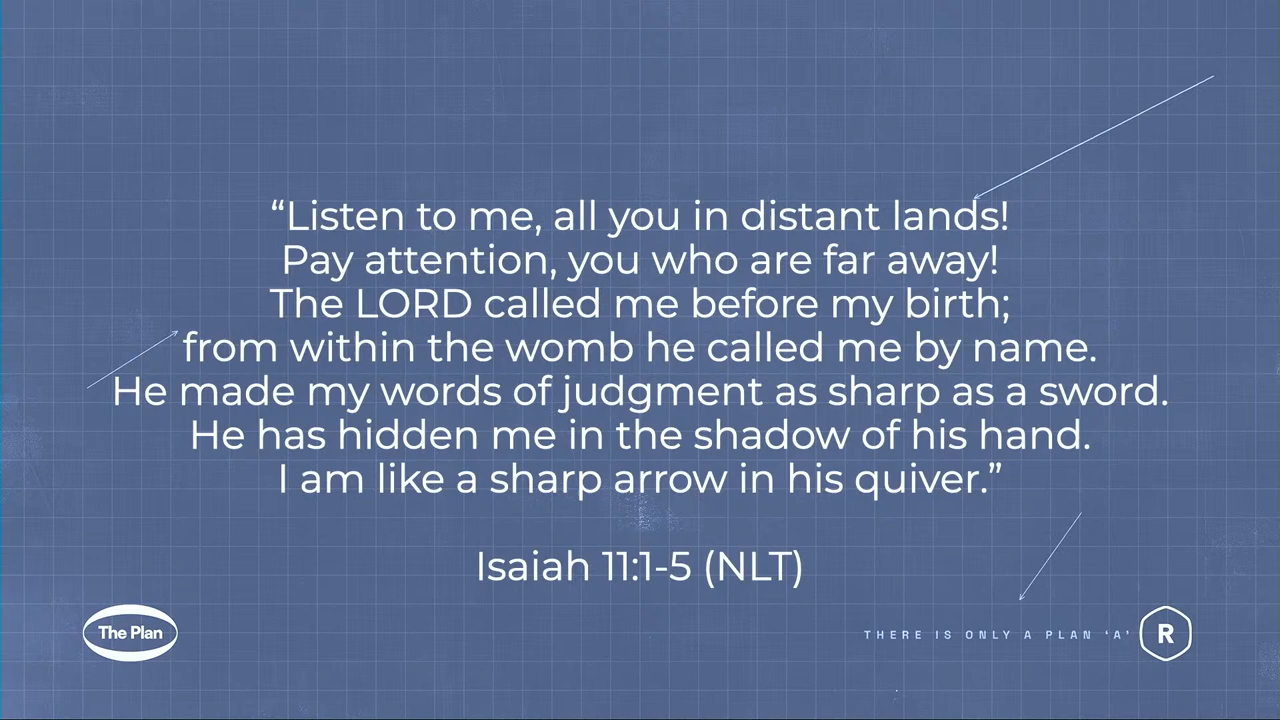 “Listen to me, all you in distant lands!
Pay attention, you who are far away!
The LORD called me before my birth;
from within the womb he called me by name.
He made my words of judgment as sharp as a sword.
He has hidden me in the shadow of his hand.
I am like a sharp arrow in his quiver.”
Isaiah 11:1-5 (NLT)
The Plan
THERE IS ONLY A PLAN ‘A’
R